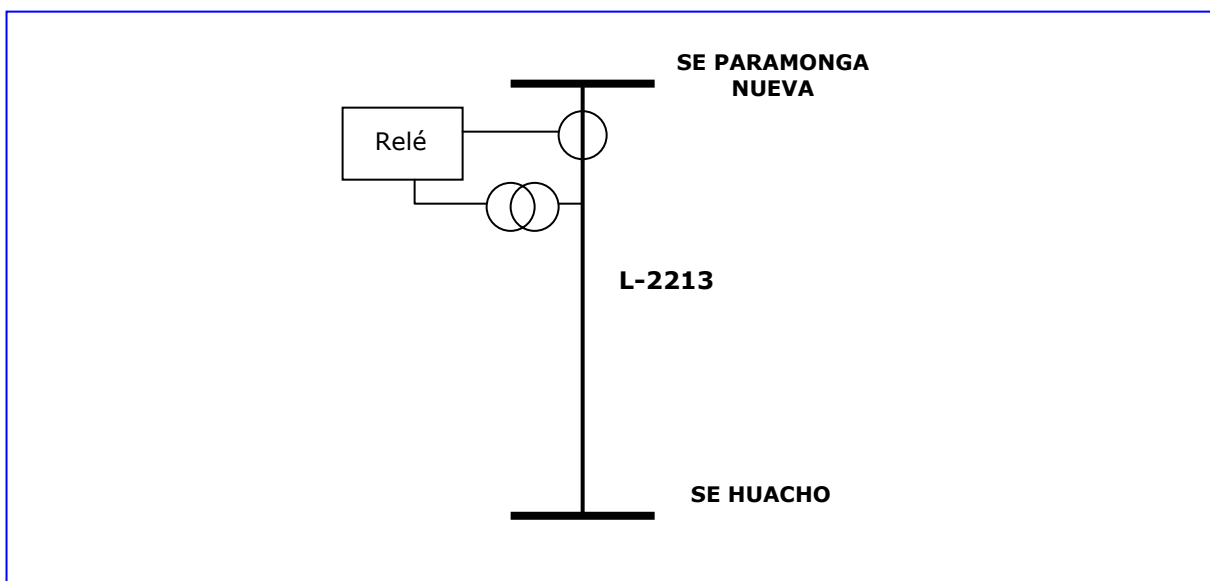 SE PARAMONGA
NUEVA
Relé
L-2213
SE HUACHO